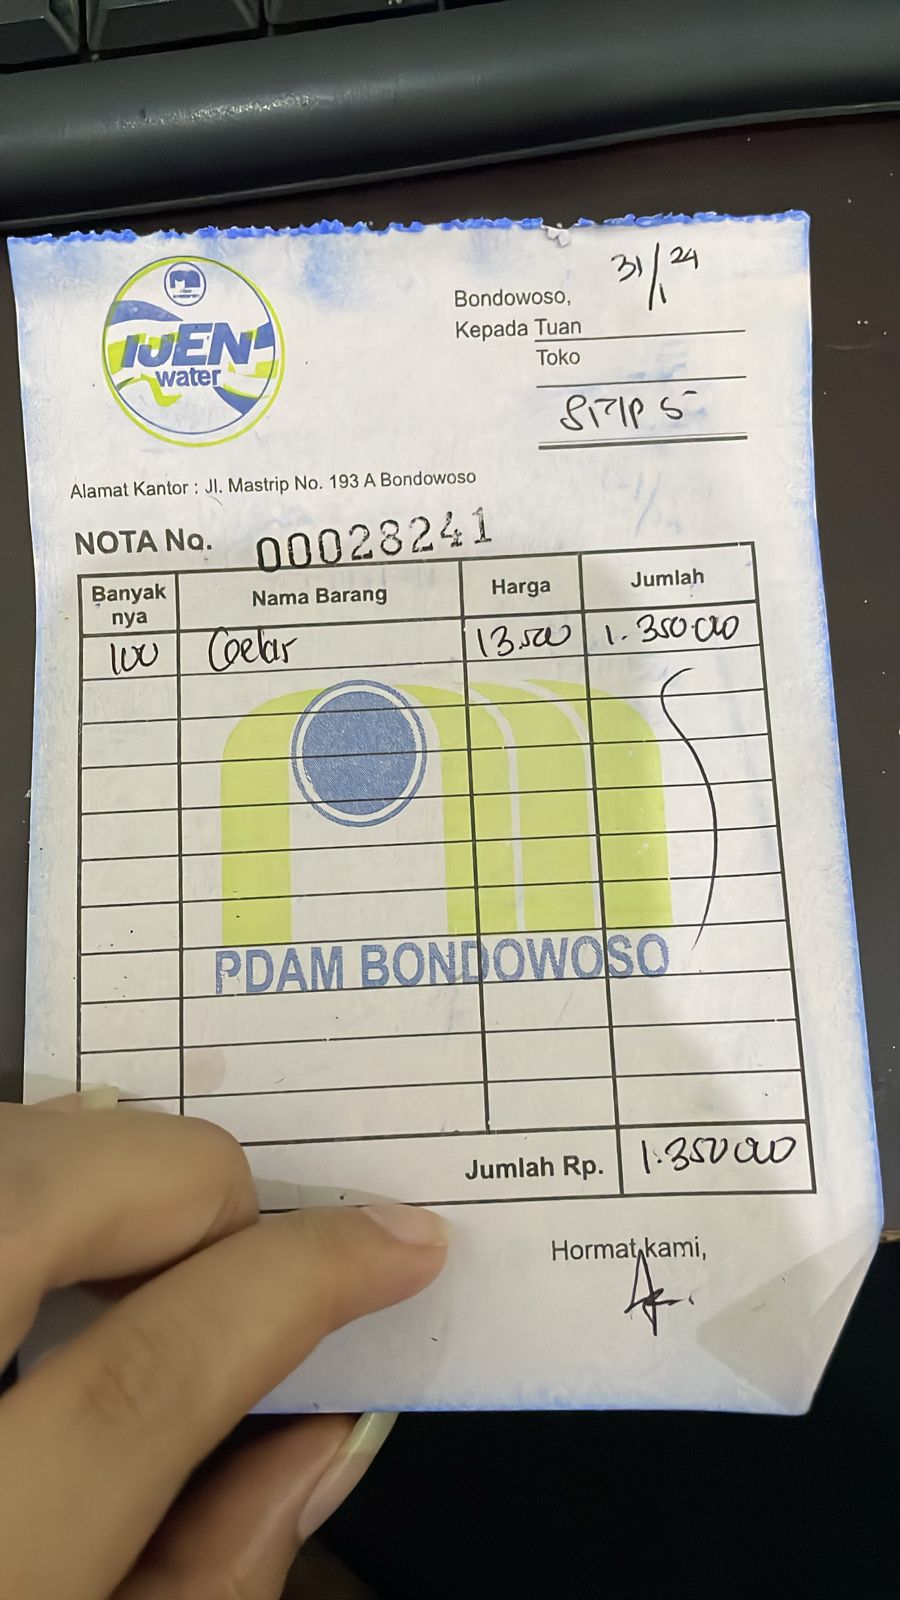 IJEN
water
Bondowoso, 31/1 24
Kepada Tuan
Toko
Alamat Kantor : Jl. Mastrip No. 193 A Bondowoso
NOTA No. 00028241
Banyak nya Nama Barang Harga Jumlah
100 Gelas 13.500 1.350.000
PDAM BONDOWOSO
Jumlah Rp. 1.350.000
Hormat kami,